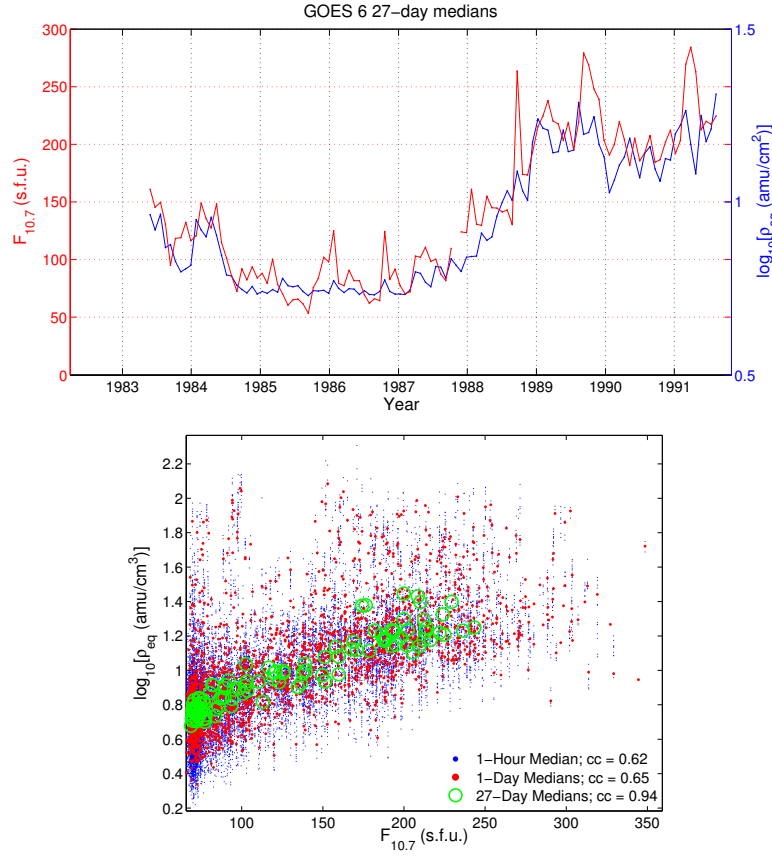 GOES 6 27−day medians
300
250
200
150
100
50
0
F10.7 (s.f.u.)
1.5
1
0.5
log10[ρeq (amu/cm2)]
1983 1984 1985 1986 1987 1988 1989 1990 1991
Year
2.2
2
1.8
1.6
1.4
1.2
1
0.8
0.6
0.4
0.2
log10[ρeq (amu/cm3)]
1−Hour Median; cc = 0.62
1−Day Medians; cc = 0.65
27−Day Medians; cc = 0.94
100 150 200 250 300 350
F10.7 (s.f.u.)